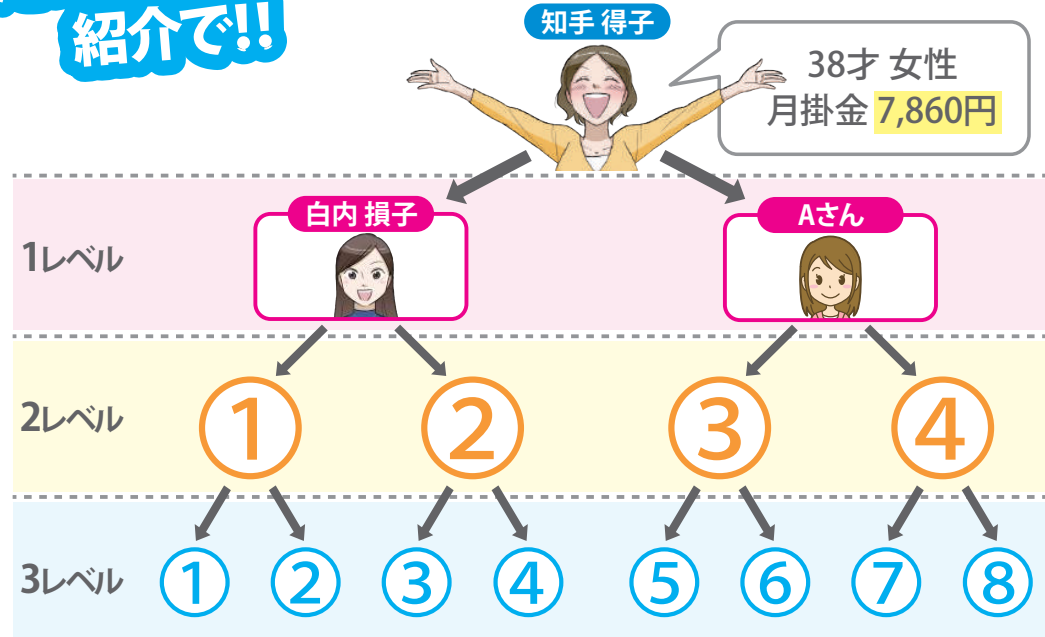 紹介で!!
知手 得子
38才 女性
月掛金 7,860円
白内 損子
Aさん
1レベル
2レベル
1 2 3 4
3レベル
1 2 3 4 5 6 7 8